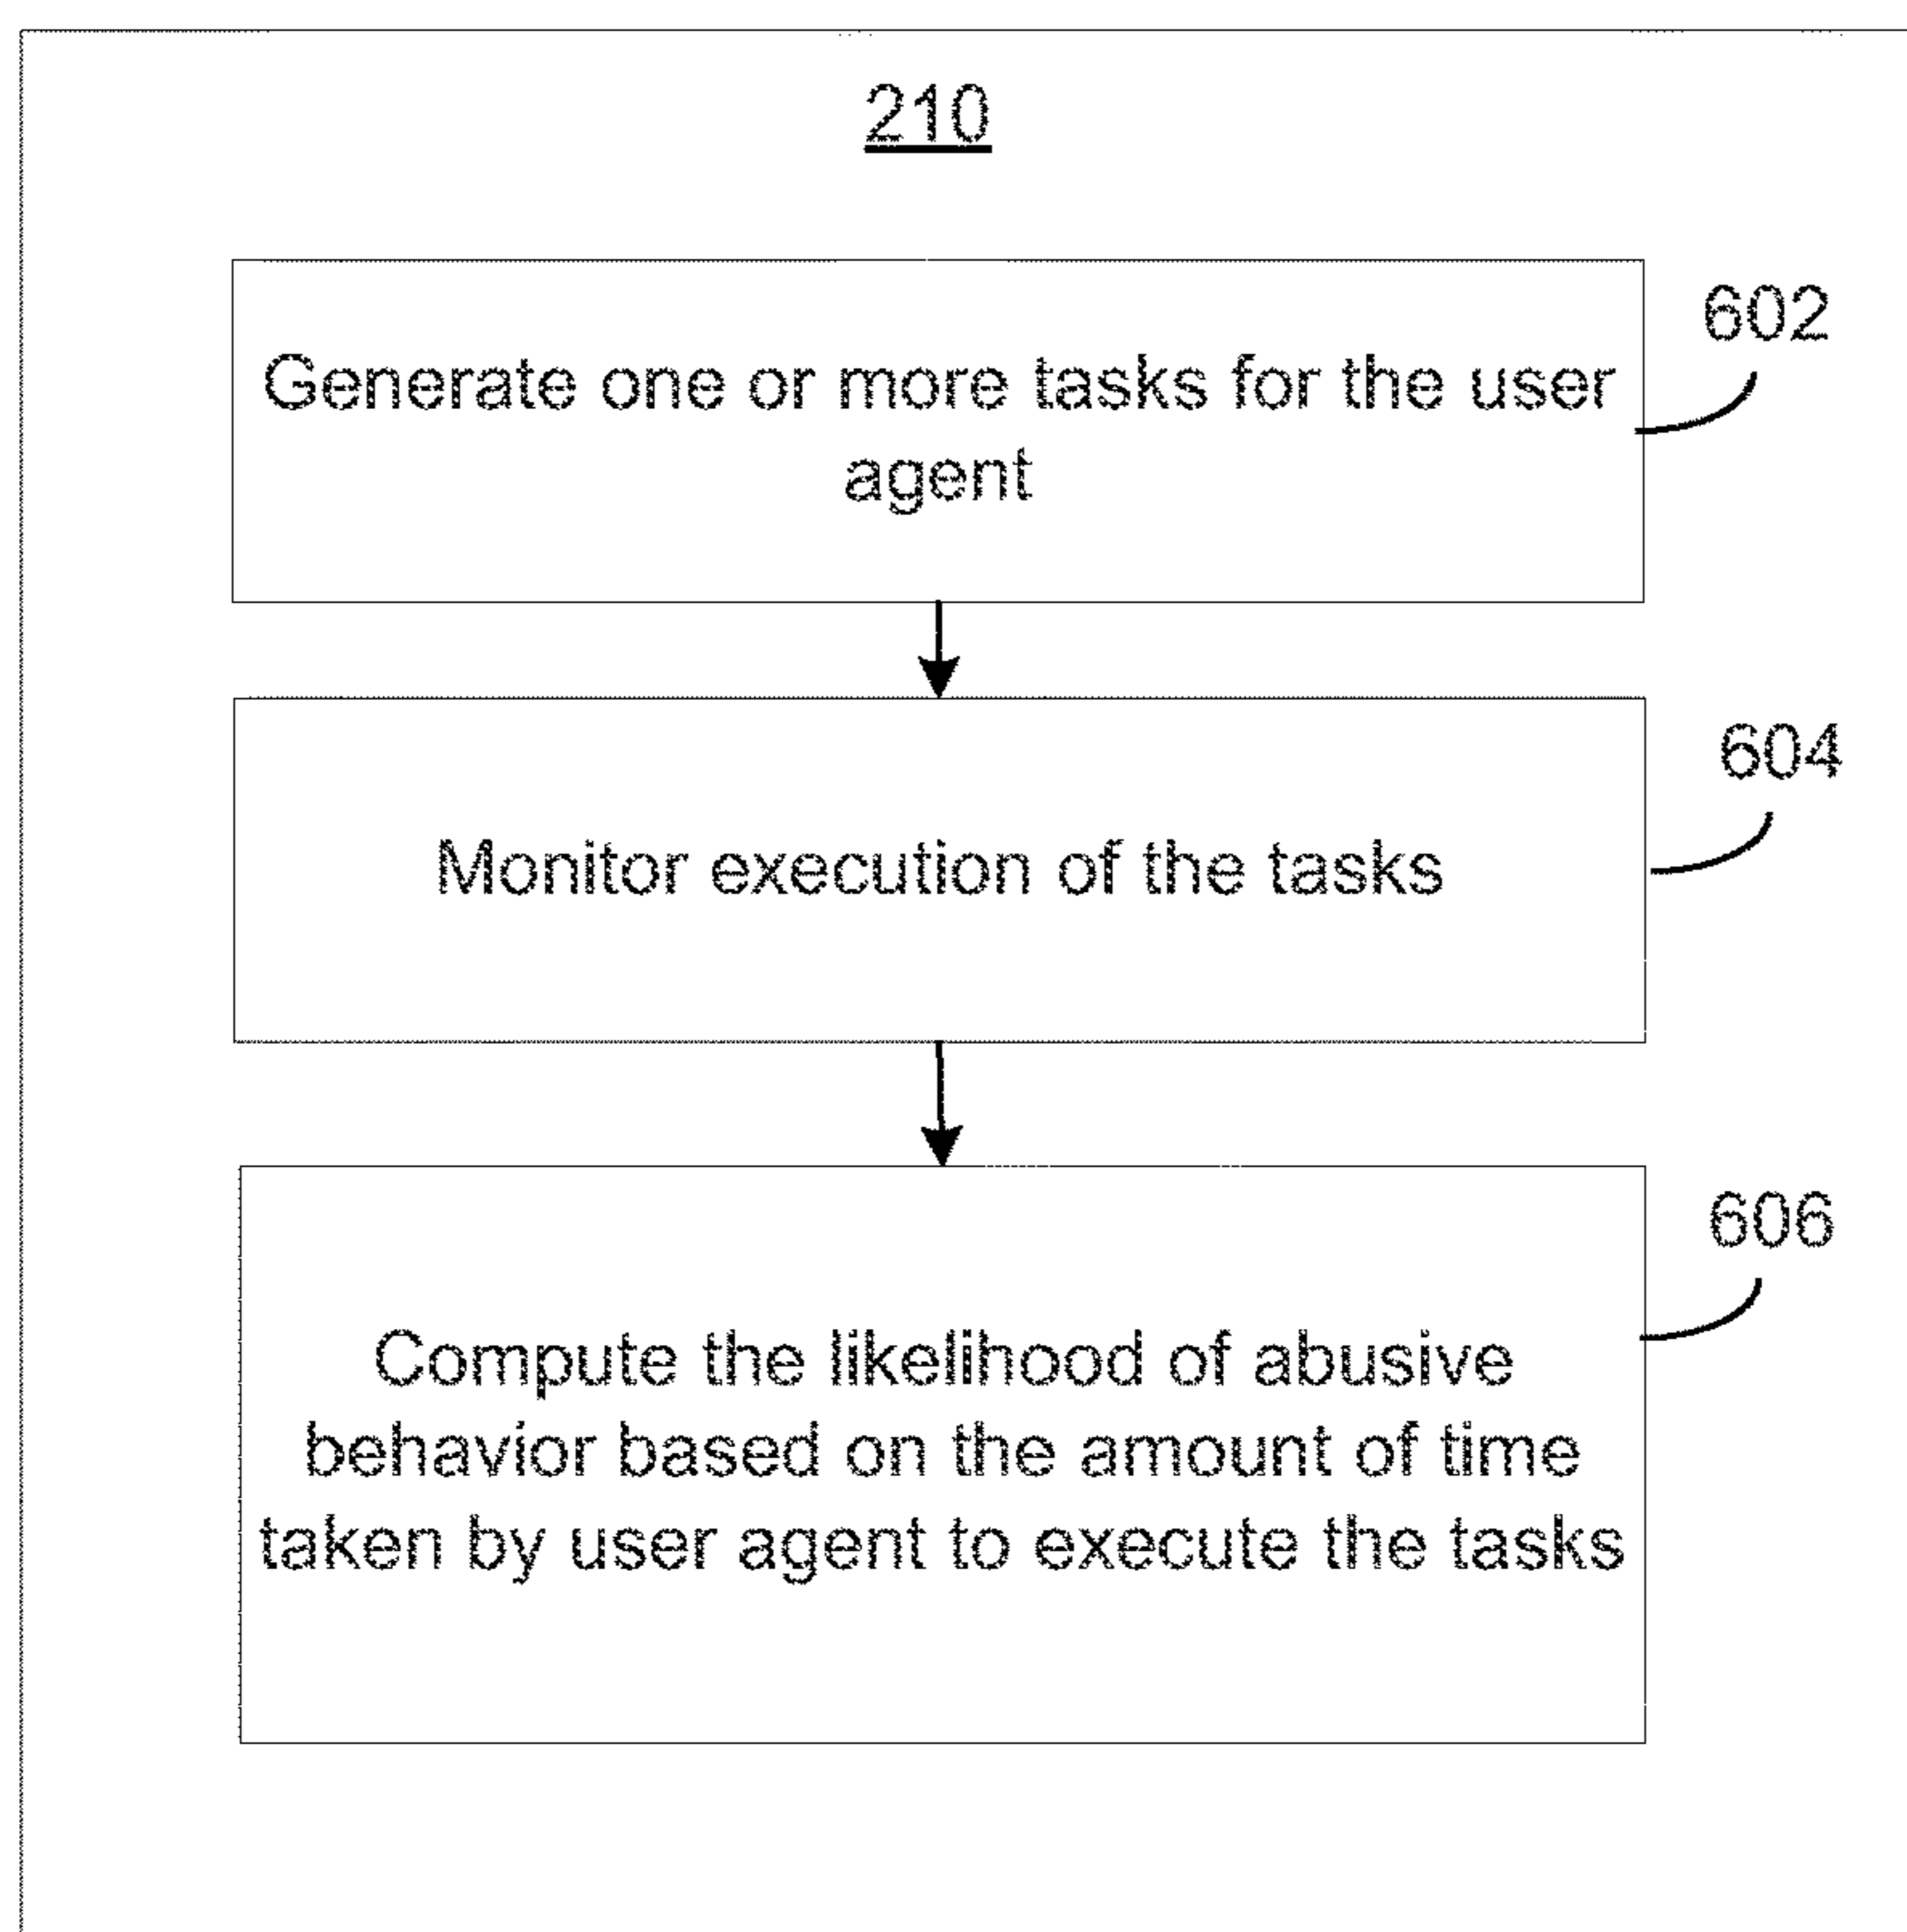 210
602
Generate one or more tasks for the user
agent
604
Monitor execution of the tasks
606
Compute the likelihood of abusive
behavior based on the amount of time
taken by user agent to execute the tasks